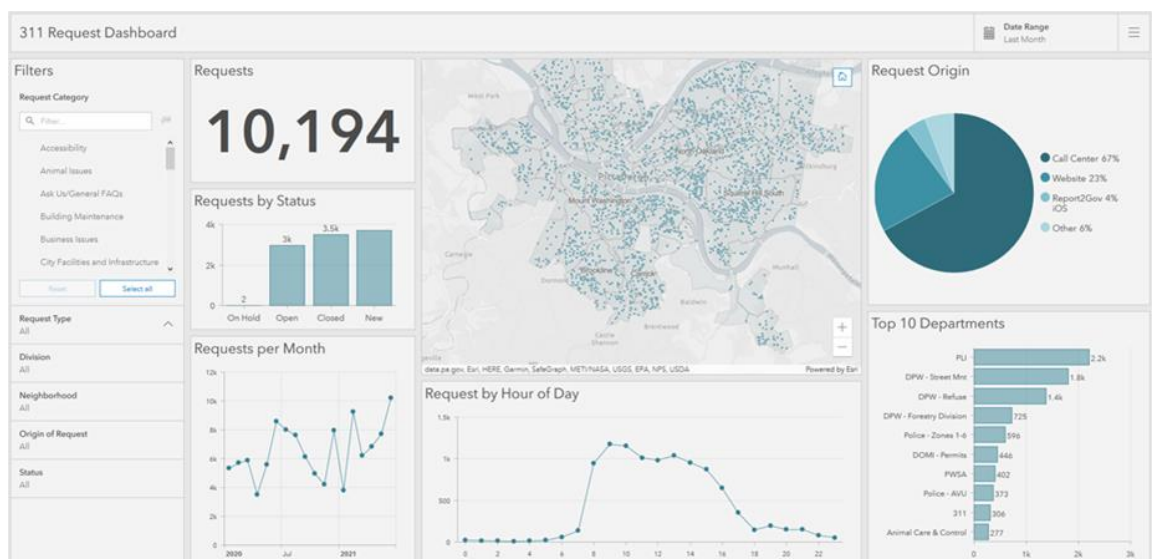 311 Request Dashboard
Date Range
Last Month
Filters
Request Category
Filter...
Accessibility
Animal Issues
Ask Us/General FAQs
Building Maintenance
Business Issues
City Facilities and Infrastructure
Reset
Select all
Request Type
All
Division
All
Neighborhood
All
Origin of Request
All
Status
All
Requests
10,194
Requests by Status
4k
2k
0
2
3k
3.5k
On Hold
Open
Closed
New
Requests per Month
12k
10k
8k
6k
4k
2k
0
2020
Jul
2021
West Park
North Oakland
Pittsburgh
Squirrel Hill South
Mount Washington
Carnegie
Dormont
Brookline
Carrick
Munhall
Baldwin
Brentwood
Castle
Shannon
data.pa.gov, Esri, HERE, Garmin, SafeGraph, METI/NASA, USGS, EPA, NPS, USDA
Powered by Esri
Request by Hour of Day
1.5k
1k
500
0
0 2 4 6 8 10 12 14 16 18 20 22
Request Origin
Call Center 67%
Website 23%
Report2Gov 4%
iOS
Other 6%
Top 10 Departments
PLI 2.2k
DPW - Street Mnt 1.8k
DPW - Refuse 1.4k
DPW - Forestry Division 725
Police - Zones 1-6 596
DOMI - Permits 446
PWSA 402
Police - AVU 373
311 306
Animal Care & Control 277
0 1k 2k 3k